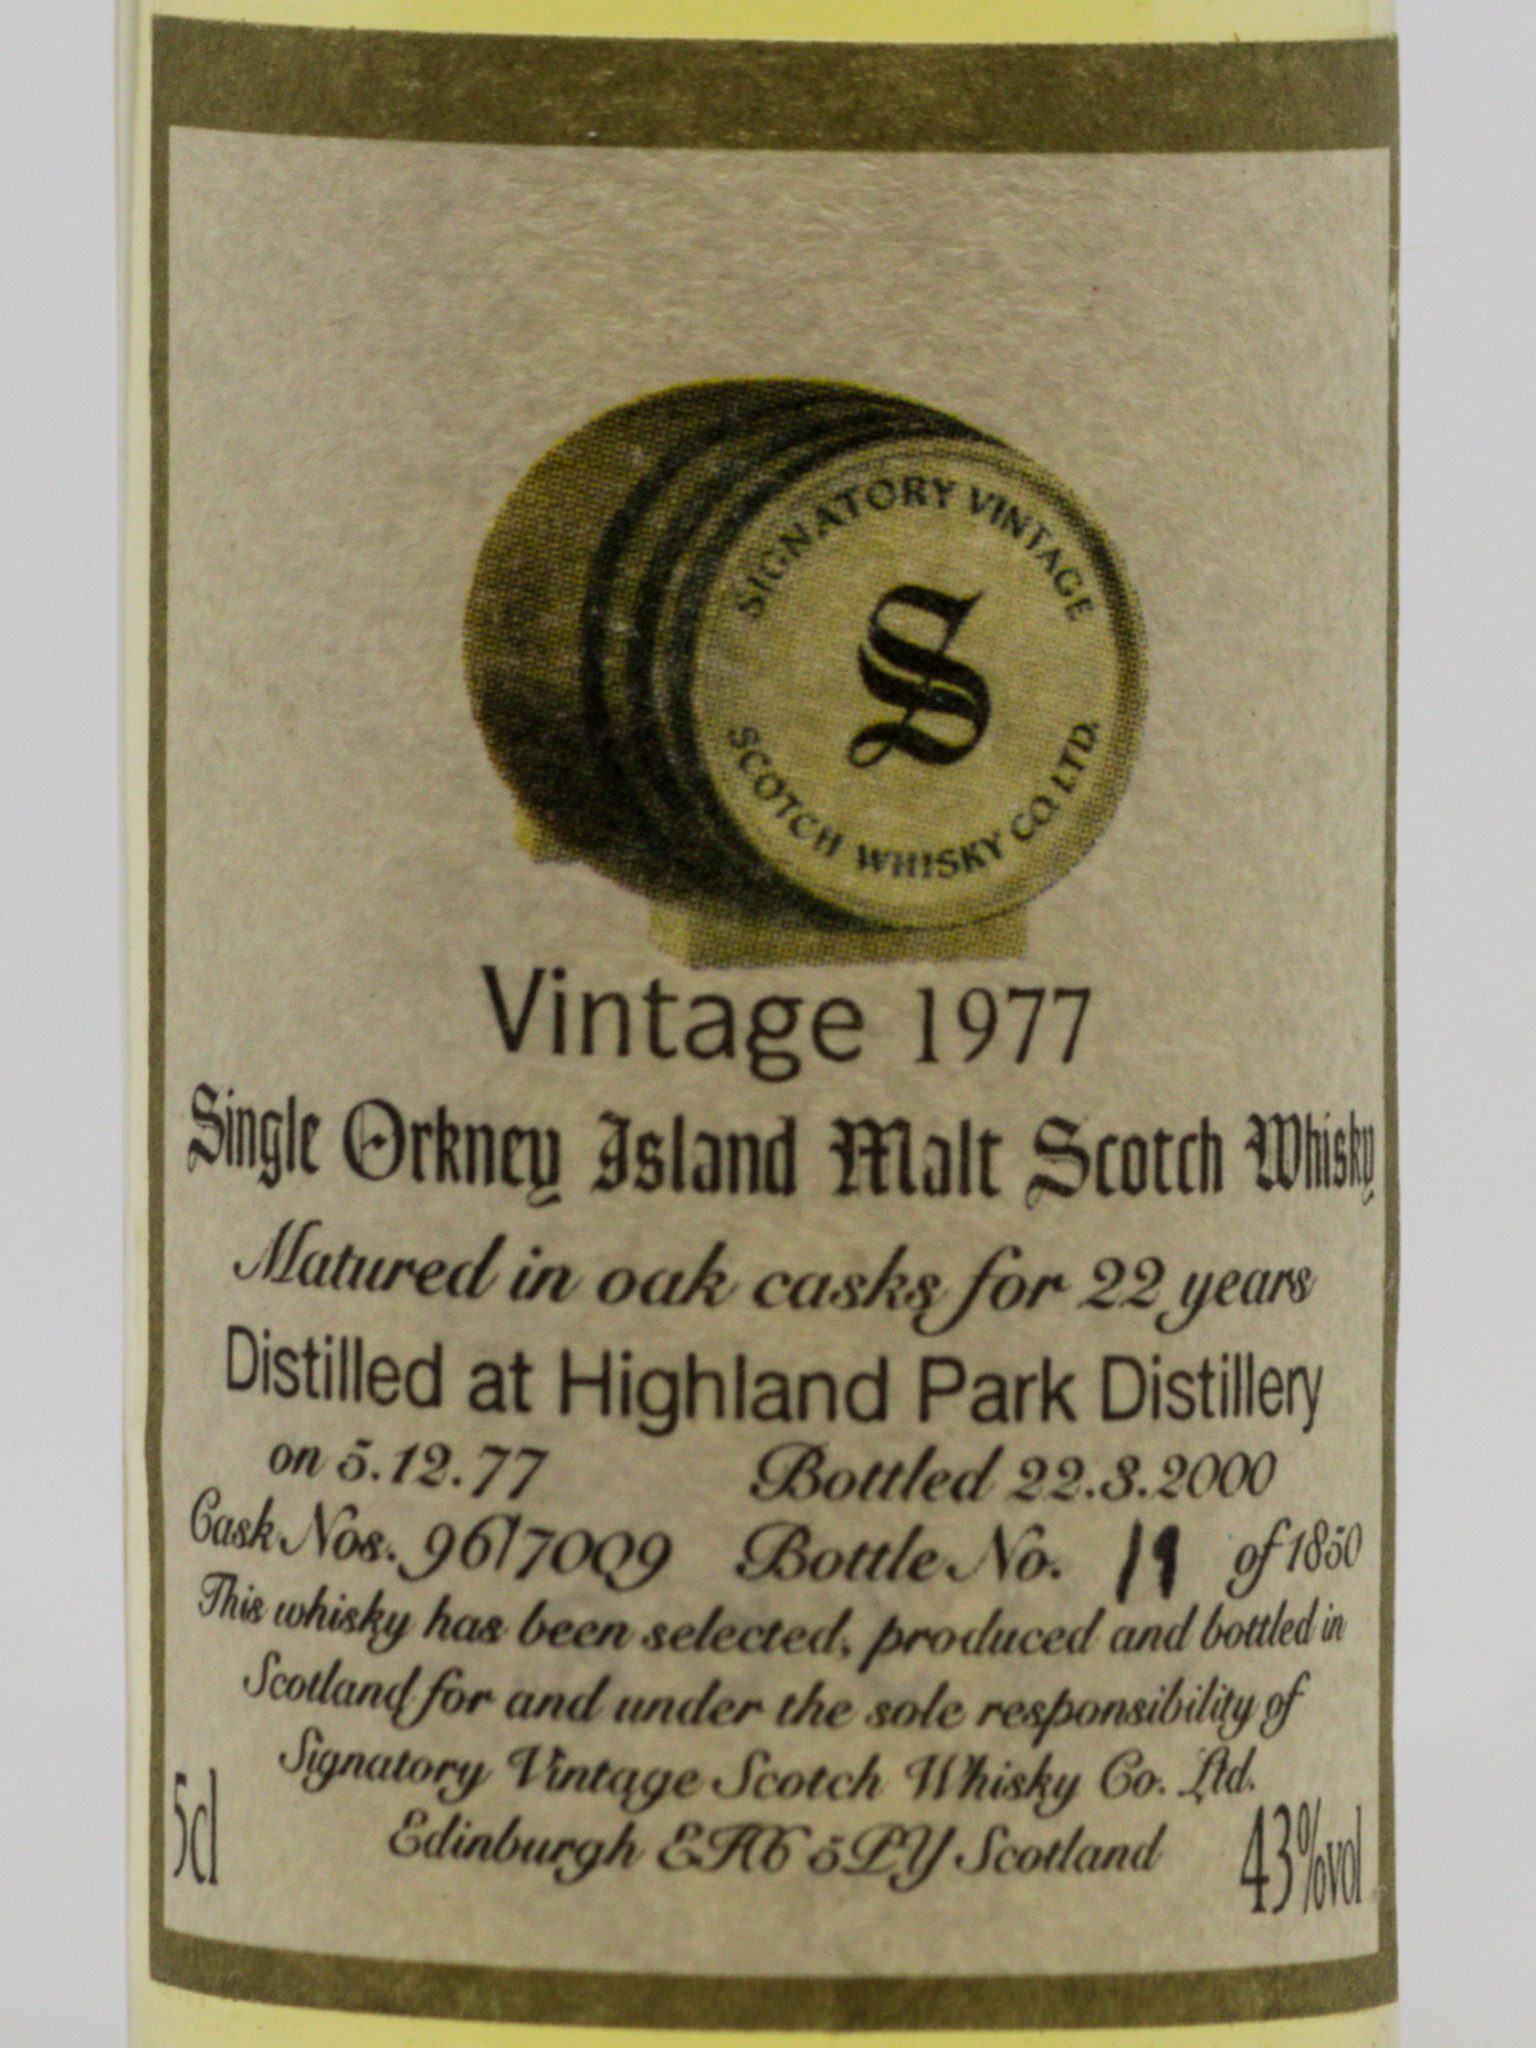 SIGNATORY VINTAGE
S
SCOTCH WHISKY CO. LTD.
Vintage 1977
Single Orkney Island Malt Scotch Whisky
Matured in oak casks for 22 years
Distilled at Highland Park Distillery
on 5.12.77 Bottled 22.3.2000
Cask Nos. 96/7009 Bottle No. 19 of 1850
This whisky has been selected, produced and bottled in
Scotland for and under the sole responsibility of
Signatory Vintage Scotch Whisky Co. Ltd.
Edinburgh EH6 5PY Scotland
5cl 43%vol